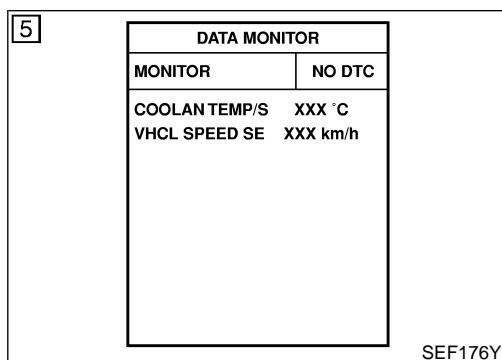 5
DATA MONITOR
MONITOR NO DTC
COOLAN TEMP/S XXX °C
VHCL SPEED SE XXX km/h
SEF176Y